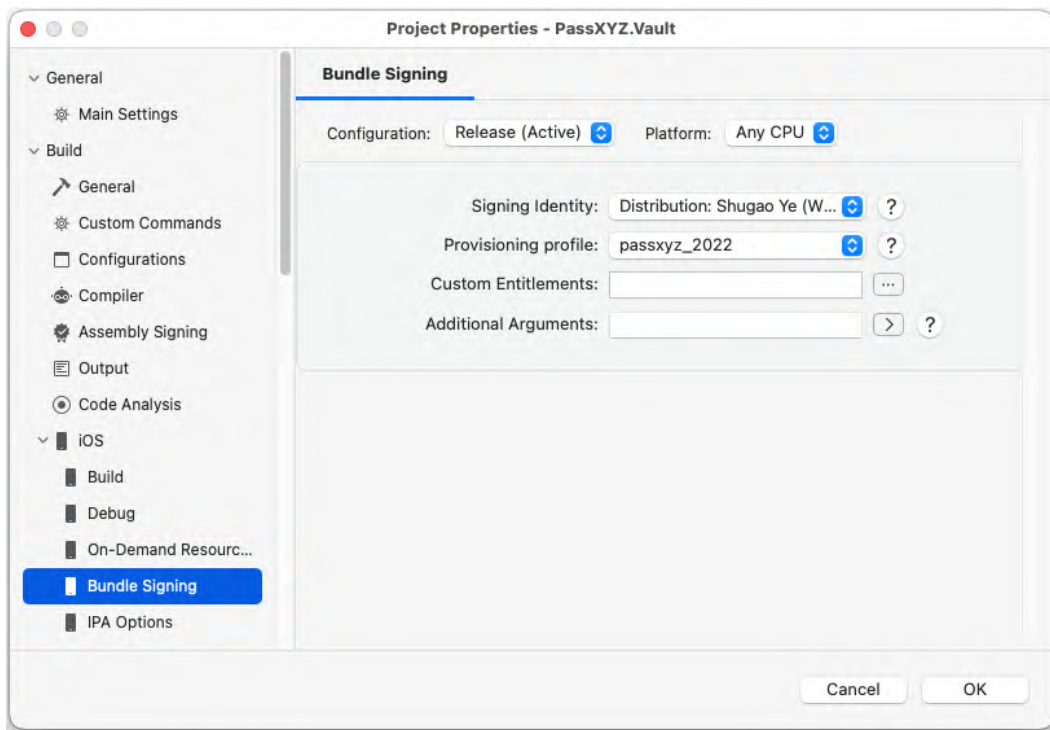 Project Properties - PassXYZ.Vault
General
Main Settings
Build
General
Custom Commands
Configurations
Compiler
Assembly Signing
Output
Code Analysis
iOS
Build
Debug
On-Demand Resourc...
Bundle Signing
IPA Options
Bundle Signing
Configuration: Release (Active) Platform: Any CPU
Signing Identity: Distribution: Shugao Ye (W... ?
Provisioning profile: passxyz_2022 ?
Custom Entitlements: ...
Additional Arguments: > ?
Cancel OK